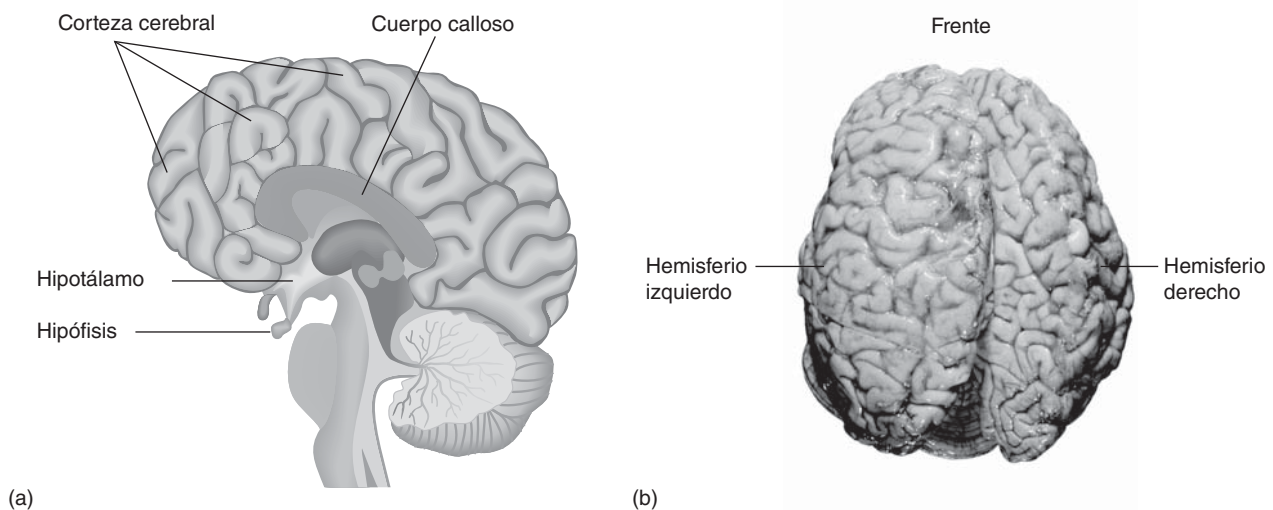 Corteza cerebral
Cuerpo calloso
Hipotálamo
Hipófisis
(a)
Frente
Hemisferio
izquierdo
Hemisferio
derecho
(b)